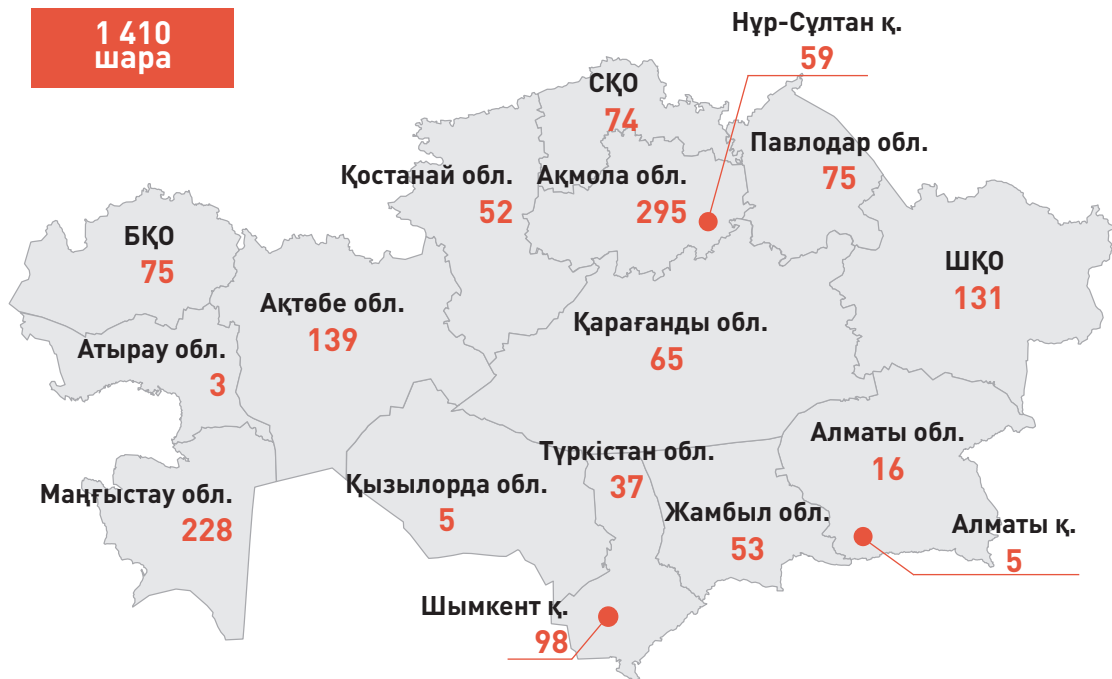 1 410
шара
Нұр-Сұлтан қ.
59
СҚО
74
Павлодар обл.
75
Қостанай обл.
52
Ақмола обл.
295
БҚО
75
ШҚО
131
Ақтөбе обл.
139
Қарағанды обл.
65
Атырау обл.
3
Алматы обл.
16
Түркістан обл.
37
Маңғыстау обл.
228
Қызылорда обл.
5
Жамбыл обл.
53
Алматы қ.
5
Шымкент қ.
98